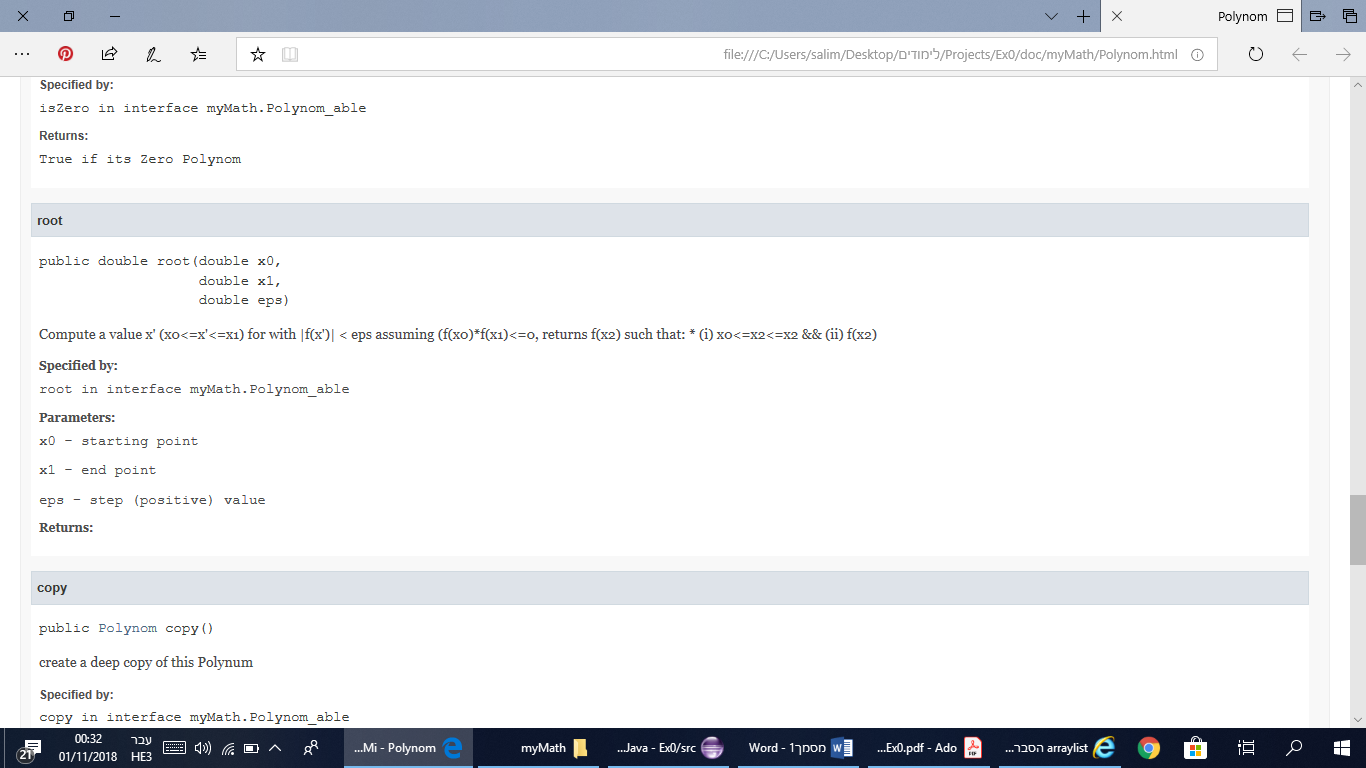 Polynom
file:///C:/Users/salim/Desktop/לימודים/Projects/Ex0/doc/myMath/Polynom.html
Specified by:
isZero in interface myMath.Polynom_able
Returns:
True if its Zero Polynom
root
public double root(double x0,
double x1,
double eps)
Compute a value x' (x0<=x'<=x1) for with |f(x')| < eps assuming (f(x0)*f(x1)<=0, returns f(x2) such that: * (i) x0<=x2<=x2 && (ii) f(x2)
Specified by:
root in interface myMath.Polynom_able
Parameters:
x0 - starting point
x1 - end point
eps - step (positive) value
Returns:
copy
public Polynom copy()
create a deep copy of this Polynum
Specified by:
copy in interface myMath.Polynom_able
21
00:32
01/11/2018
עבר
HE3
...Mi - Polynom
myMath
...Java - Ex0/src
מסמך1 - Word
...Ex0.pdf - Ado
...הסבר arraylist